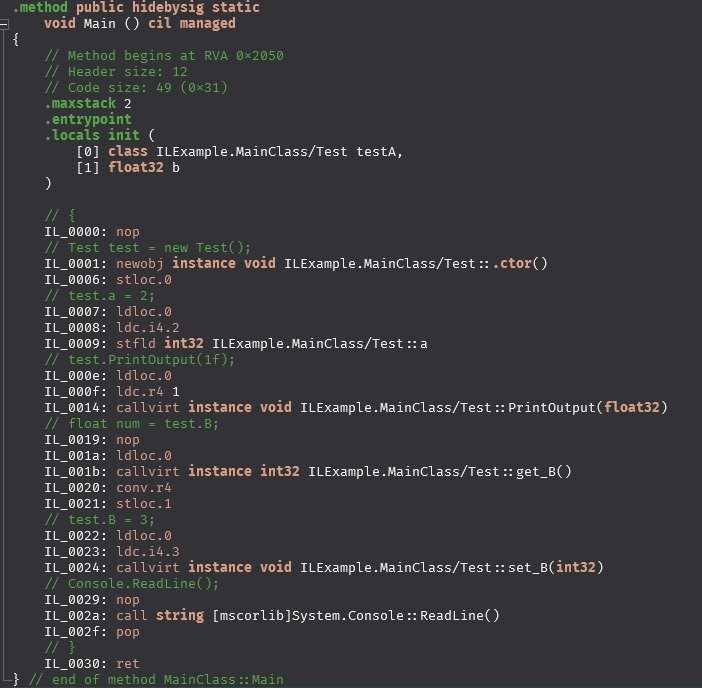 .method public hidebysig static
    void Main () cil managed
{
    // Method begins at RVA 0x2050
    // Header size: 12
    // Code size: 49 (0x31)
    .maxstack 2
    .entrypoint
    .locals init (
        [0] class ILExample.MainClass/Test testA,
        [1] float32 b
    )

    // {
    IL_0000: nop
    // Test test = new Test();
    IL_0001: newobj instance void ILExample.MainClass/Test::.ctor()
    IL_0006: stloc.0
    // test.a = 2;
    IL_0007: ldloc.0
    IL_0008: ldc.i4.2
    IL_0009: stfld int32 ILExample.MainClass/Test::a
    // test.PrintOutput(1f);
    IL_000e: ldloc.0
    IL_000f: ldc.r4 1
    IL_0014: callvirt instance void ILExample.MainClass/Test::PrintOutput(float32)
    // float num = test.B;
    IL_0019: nop
    IL_001a: ldloc.0
    IL_001b: callvirt instance int32 ILExample.MainClass/Test::get_B()
    IL_0020: conv.r4
    IL_0021: stloc.1
    // test.B = 3;
    IL_0022: ldloc.0
    IL_0023: ldc.i4.3
    IL_0024: callvirt instance void ILExample.MainClass/Test::set_B(int32)
    // Console.ReadLine();
    IL_0029: nop
    IL_002a: call string [mscorlib]System.Console::ReadLine()
    IL_002f: pop
    // }
    IL_0030: ret
} // end of method MainClass::Main